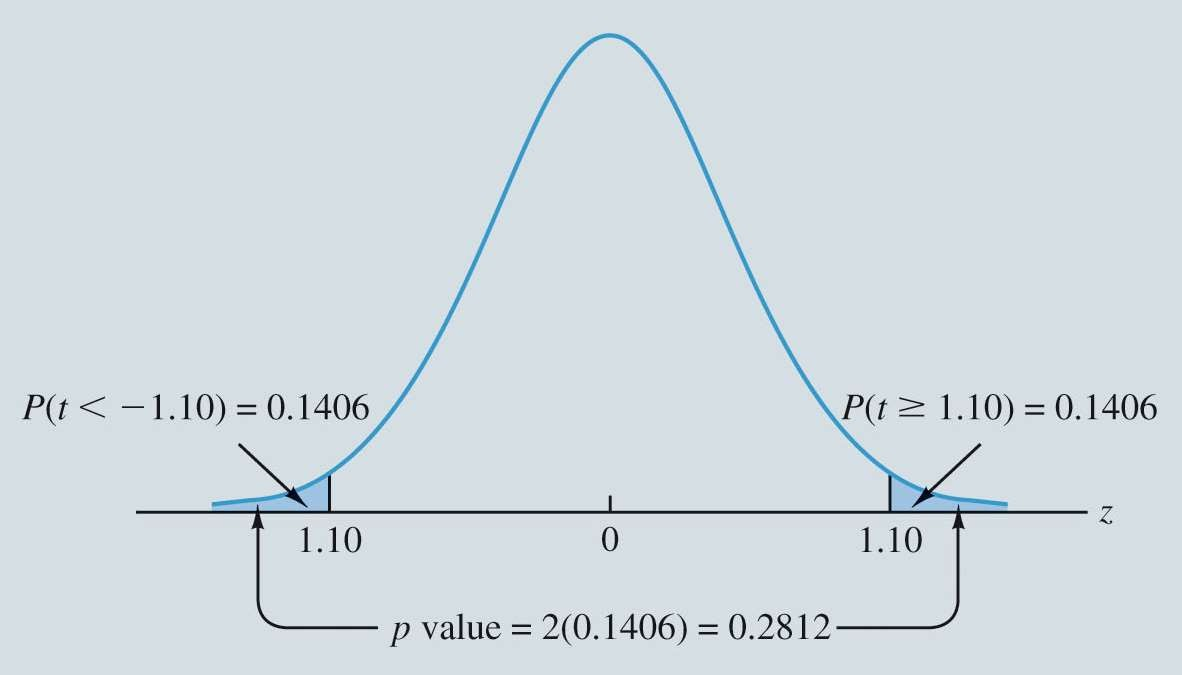 P(t < −1.10) = 0.1406
P(t ≥ 1.10) = 0.1406
1.10
0
1.10
z
p value = 2(0.1406) = 0.2812